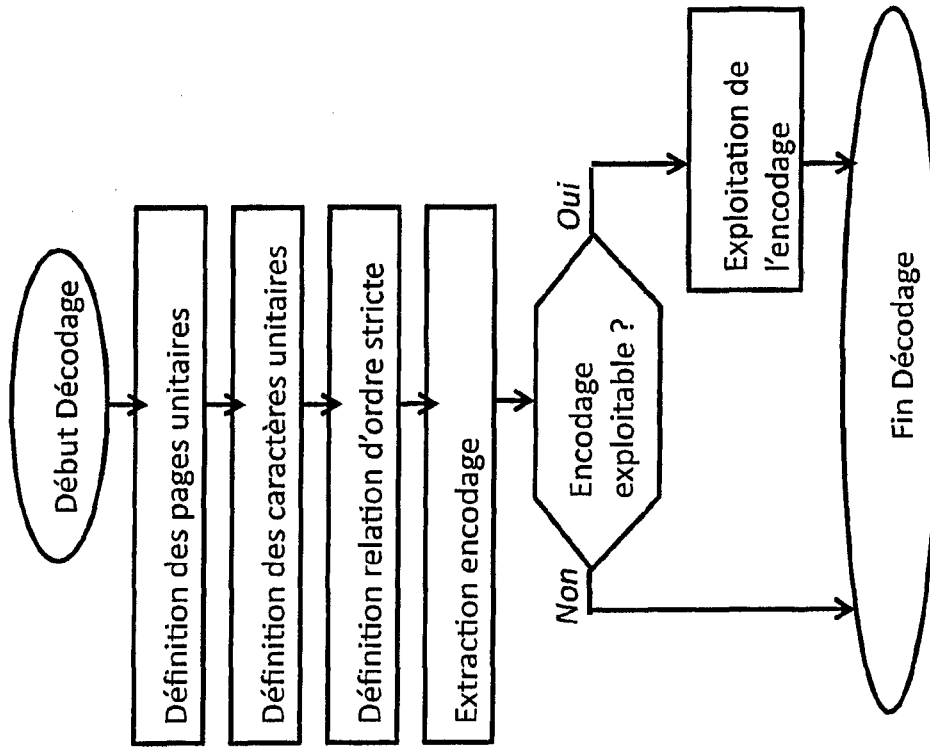 Début Décodage
Définition des pages unitaires
Définition des caractères unitaires
Définition relation d'ordre stricte
Extraction encodage
Encodage
exploitable ?
Non
Oui
Exploitation de
l'encodage
Fin Décodage